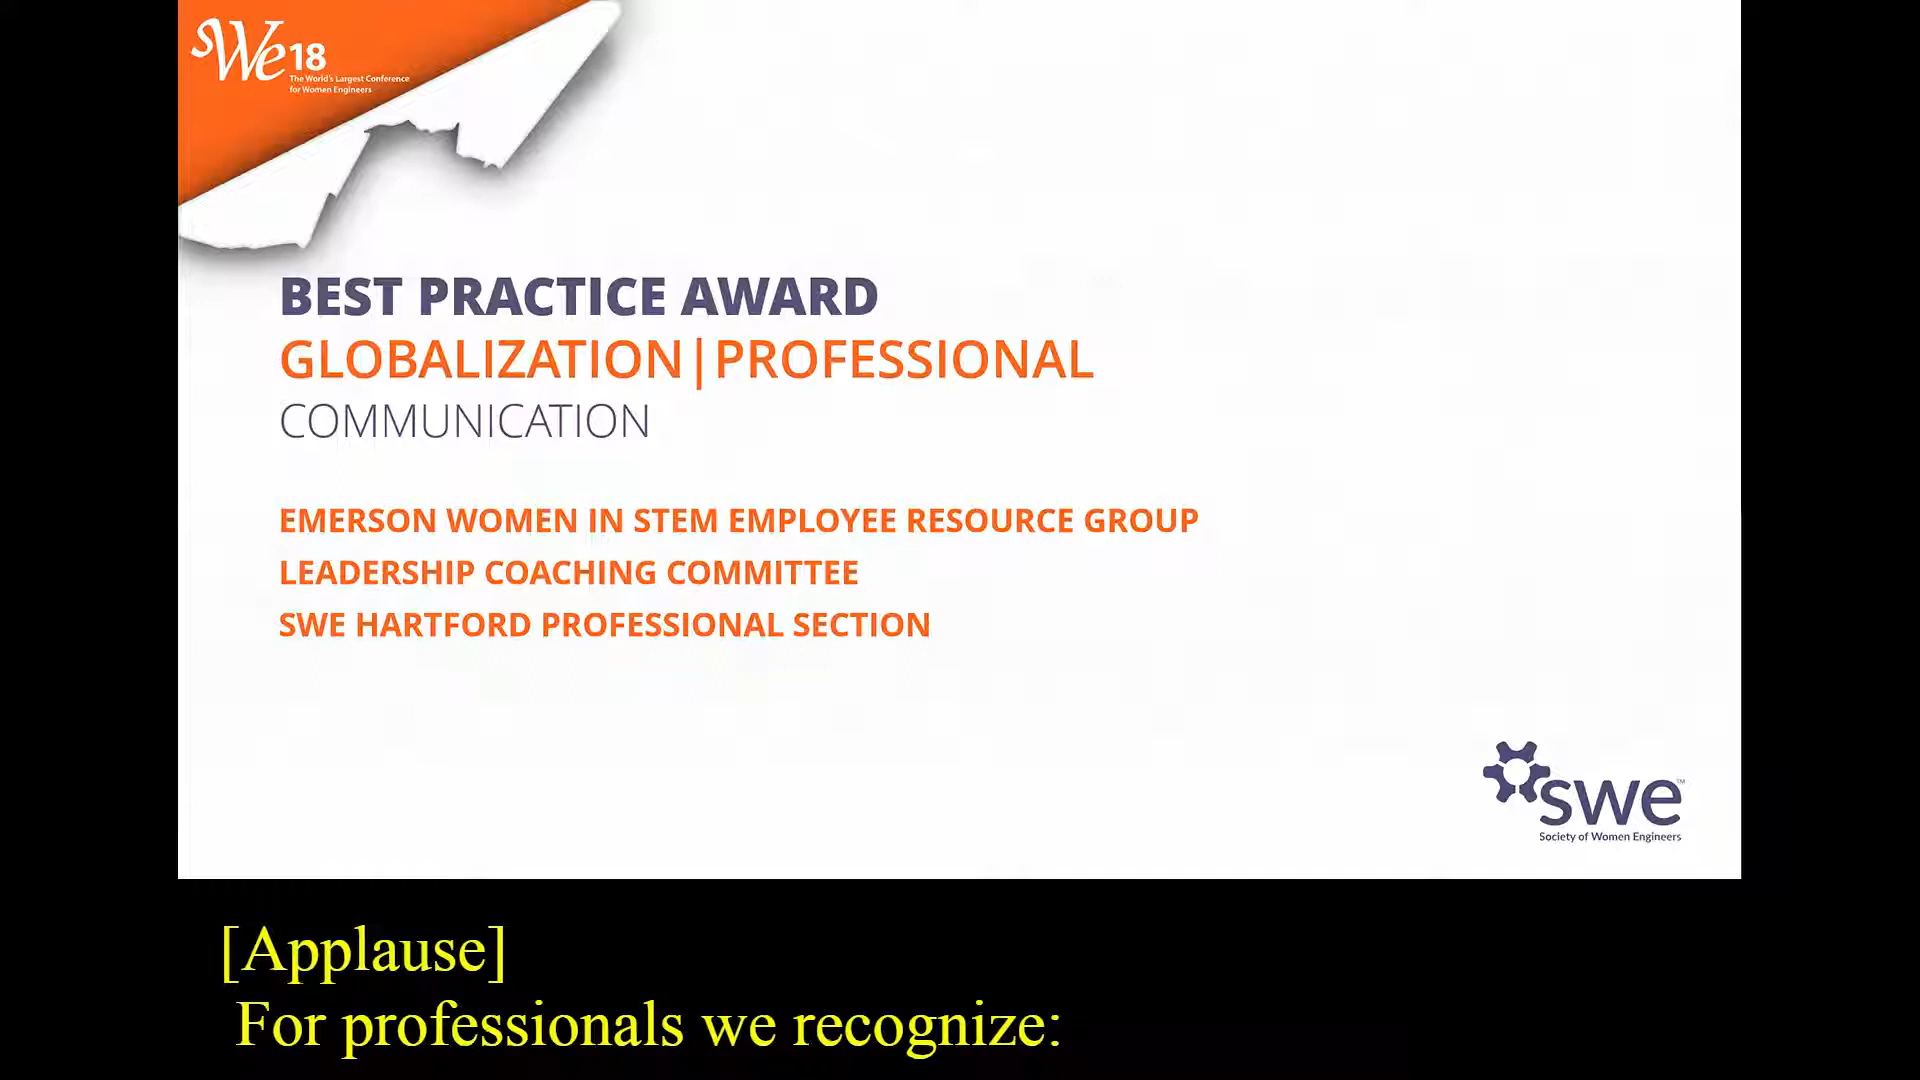 sWe18
The World's Largest Conference
for Women Engineers
BEST PRACTICE AWARD
GLOBALIZATION|PROFESSIONAL
COMMUNICATION
EMERSON WOMEN IN STEM EMPLOYEE RESOURCE GROUP
LEADERSHIP COACHING COMMITTEE
SWE HARTFORD PROFESSIONAL SECTION
swe™
Society of Women Engineers
[Applause]
For professionals we recognize: